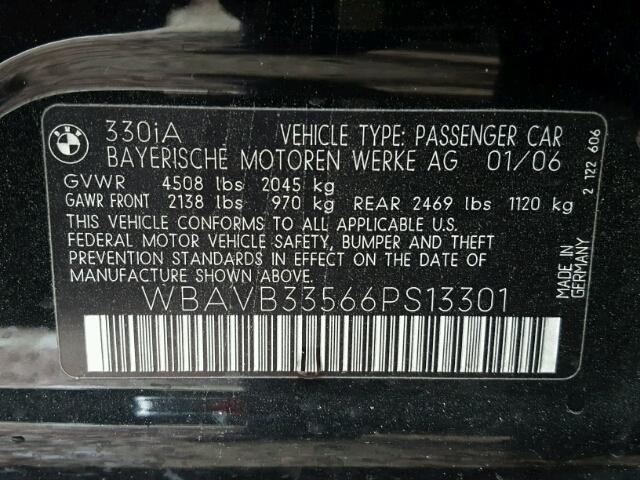 BMW
330iA VEHICLE TYPE: PASSENGER CAR
BAYERISCHE MOTOREN WERKE AG 01/06
GVWR 4508 lbs 2045 kg
GAWR FRONT 2138 lbs 970 kg REAR 2469 lbs 1120 kg
THIS VEHICLE CONFORMS TO ALL APPLICABLE U.S.
FEDERAL MOTOR VEHICLE SAFETY, BUMPER AND THEFT
PREVENTION STANDARDS IN EFFECT ON THE DATE OF
MANUFACTURE SHOWN ABOVE.
WBAVB33566PS13301
MADE IN
GERMANY
2 122 606